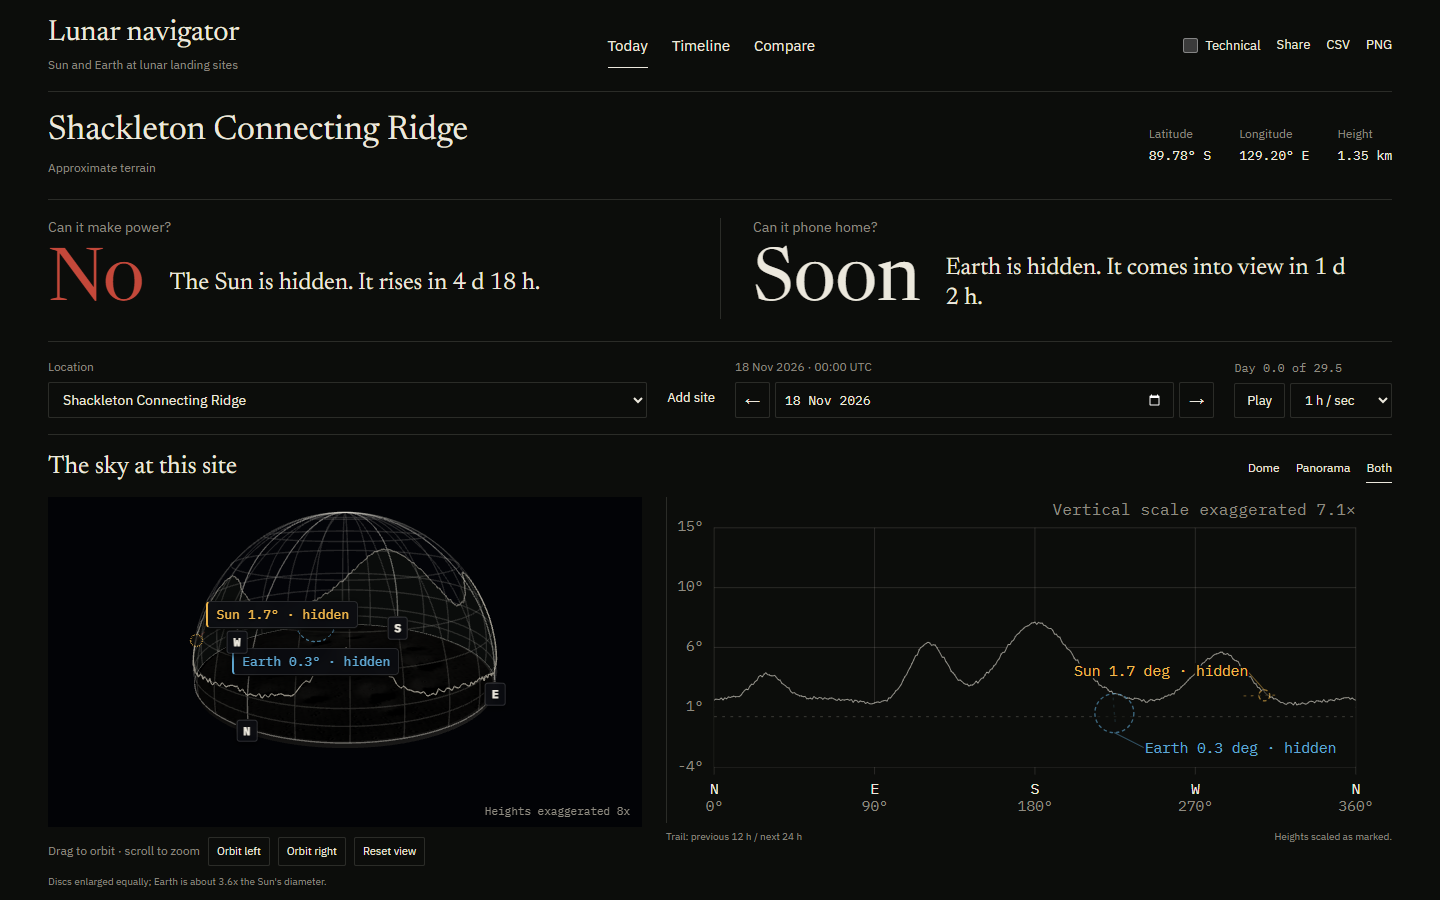 Lunar navigator
Sun and Earth at lunar landing sites
Today Timeline Compare
Technical Share CSV PNG
Shackleton Connecting Ridge
Approximate terrain
Latitude Longitude Height
89.78° S 129.20° E 1.35 km
Can it make power?
No The Sun is hidden. It rises in 4 d 18 h.
Can it phone home?
Soon Earth is hidden. It comes into view in 1 d
2 h.
Location
Shackleton Connecting Ridge
Add site
18 Nov 2026 · 00:00 UTC
← 18 Nov 2026 →
Day 0.0 of 29.5
Play 1 h / sec
The sky at this site
Dome Panorama Both
Sun 1.7° · hidden
W
S
Earth 0.3° · hidden
E
N
Heights exaggerated 8x
Drag to orbit · scroll to zoom Orbit left Orbit right Reset view
Discs enlarged equally; Earth is about 3.6x the Sun's diameter.
Vertical scale exaggerated 7.1×
15°
10°
6°
1°
-4°
Sun 1.7 deg · hidden
Earth 0.3 deg · hidden
N E S W N
0° 90° 180° 270° 360°
Trail: previous 12 h / next 24 h
Heights scaled as marked.